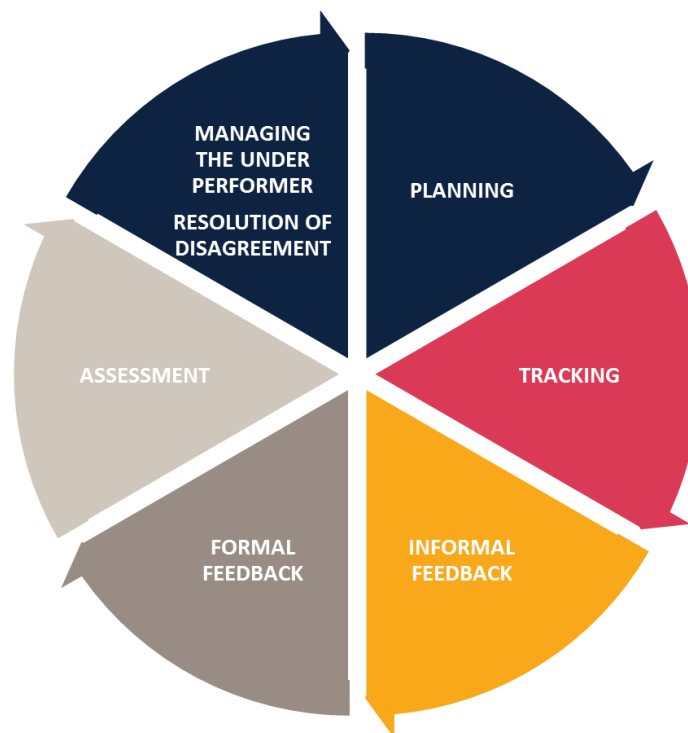 MANAGING
THE UNDER
PERFORMER
RESOLUTION OF
DISAGREEMENT
PLANNING
TRACKING
INFORMAL
FEEDBACK
FORMAL
FEEDBACK
ASSESSMENT